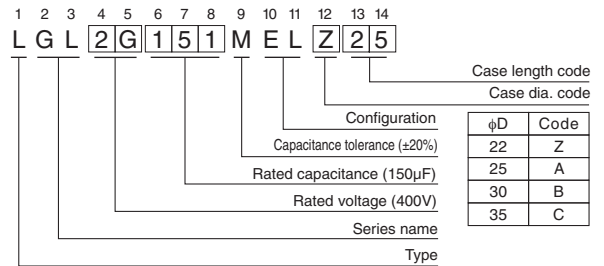 1 2 3 4 5 6 7 8 9 10 11 12 13 14
L G L 2 G 1 5 1 M E L Z 2 5
Case length code
Case dia. code
Configuration
Capacitance tolerance (±20%)
Rated capacitance (150µF)
Rated voltage (400V)
Series name
Type
ϕD Code
22 Z
25 A
30 B
35 C